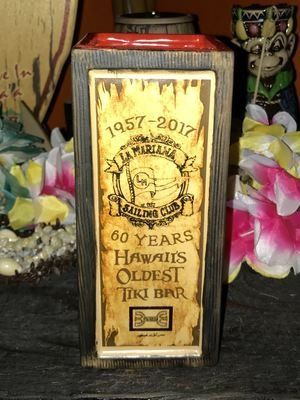 1957-2017
LA MARIANA
SAILING CLUB
60 YEARS
HAWAII'S
OLDEST
TIKI BAR